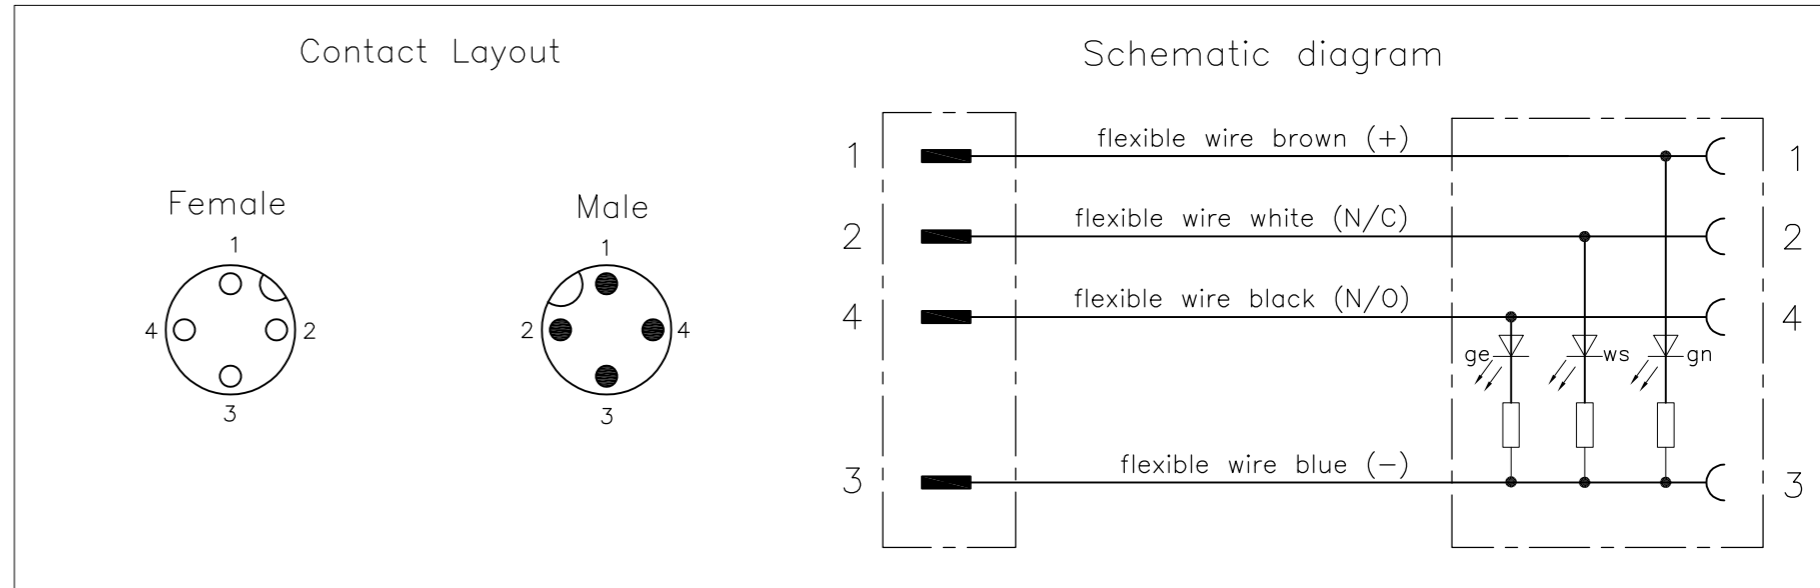 Contact Layout
Schematic diagram
Female
1
4 2
3
Male
1
2 4
3
1 flexible wire brown (+) 1
2 flexible wire white (N/C) 2
4 flexible wire black (N/O) 4
ge ws gn
3 flexible wire blue (-) 3